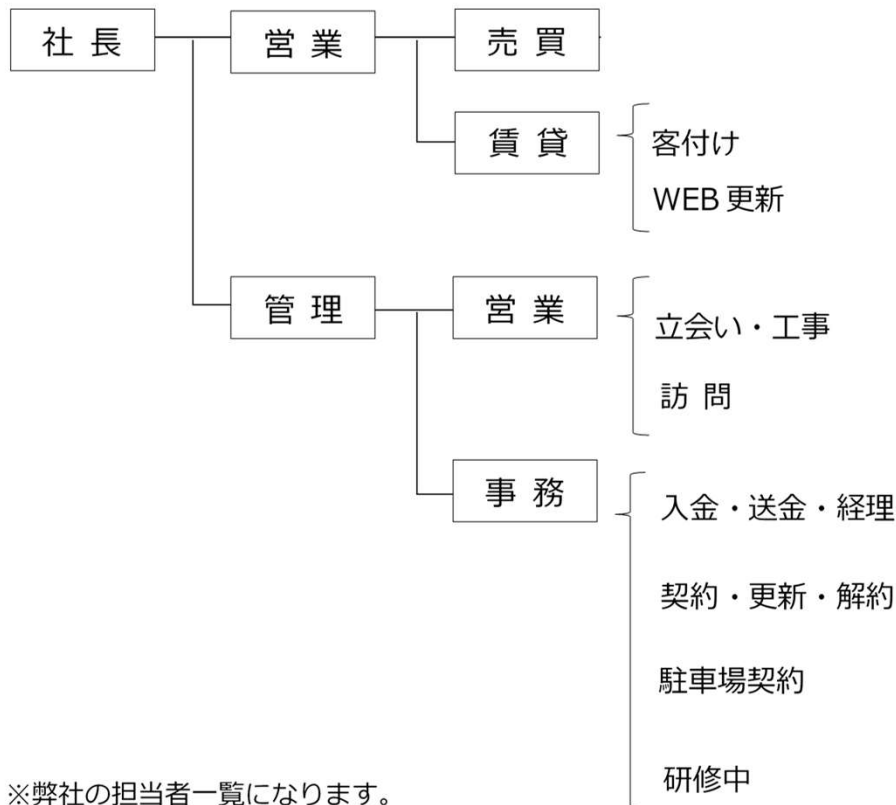 社長
営業
売買
賃貸
客付け
WEB更新
管理
営業
立会い・工事
訪問
事務
入金・送金・経理
契約・更新・解約
駐車場契約
研修中
※弊社の担当者一覧になります。